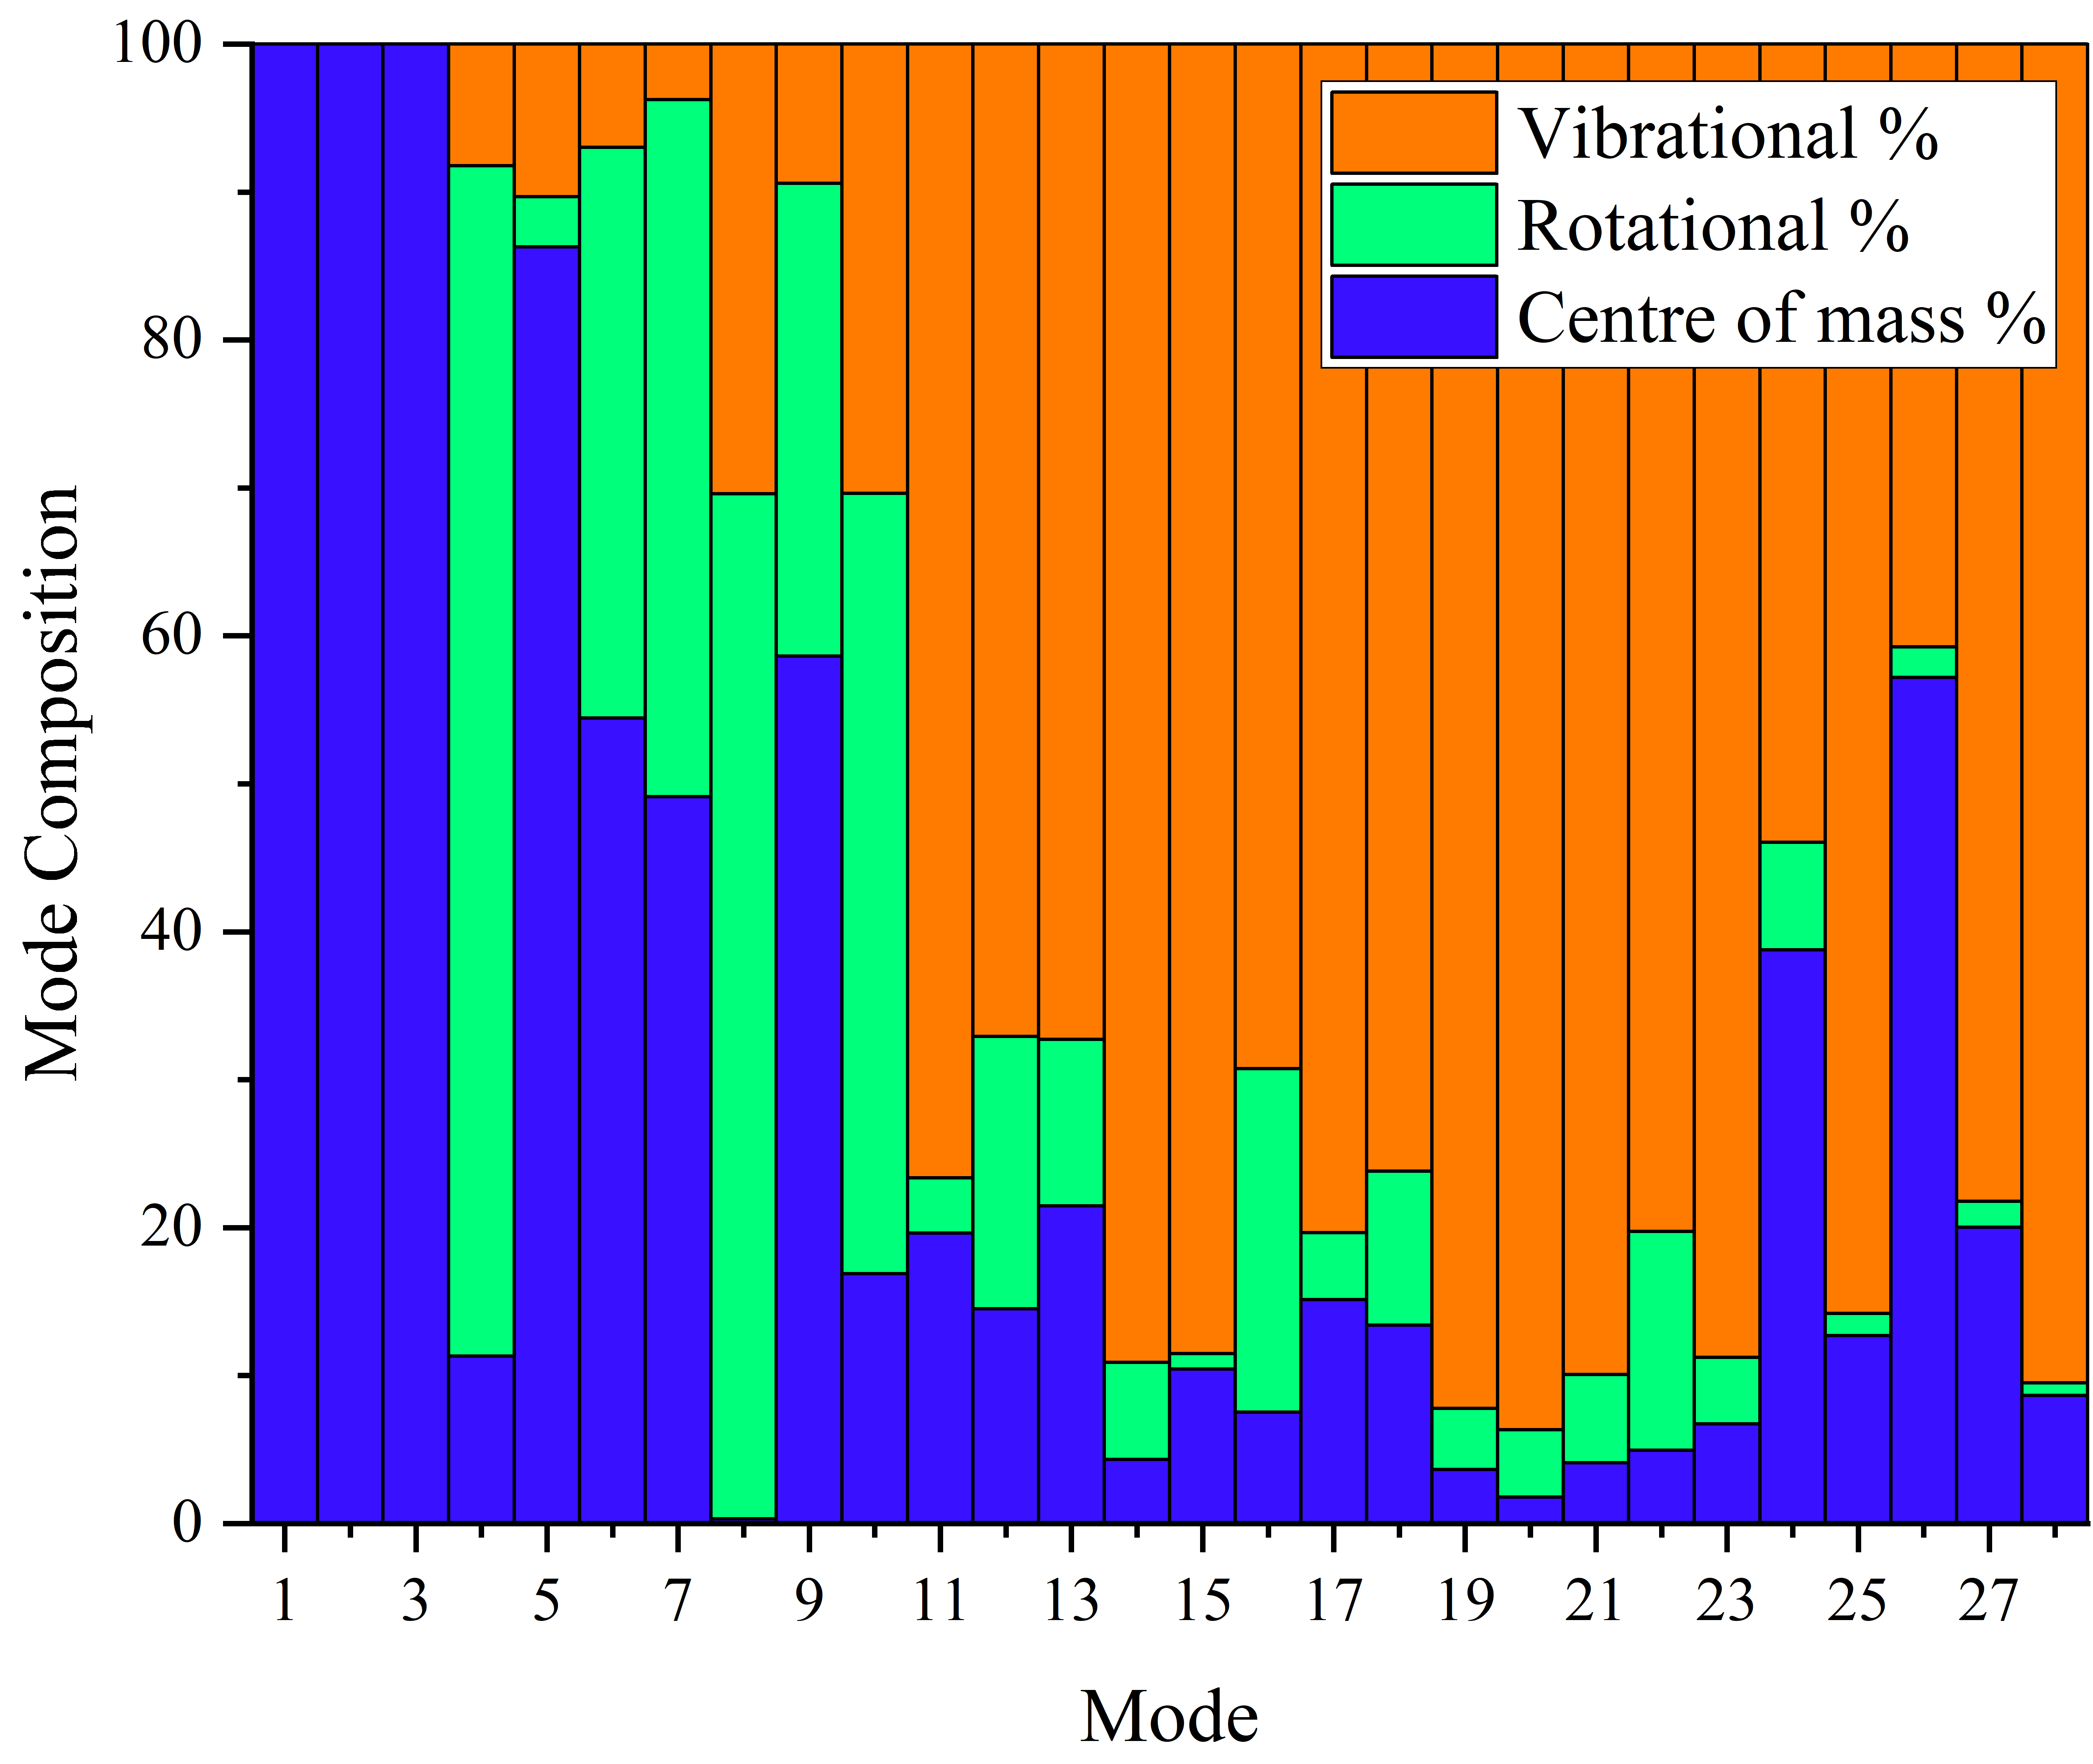 100
80
60
40
20
0
Mode Composition
Vibrational %
Rotational %
Centre of mass %
1 3 5 7 9 11 13 15 17 19 21 23 25 27
Mode